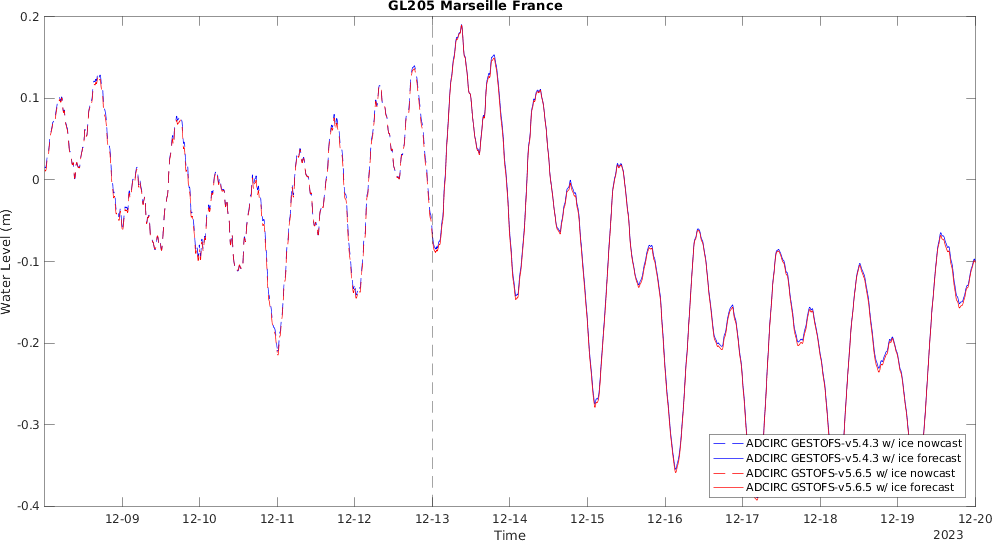 GL205 Marseille France
0.2
0.1
0
-0.1
-0.2
-0.3
-0.4
Water Level (m)
ADCIRC GESTOFS-v5.4.3 w/ ice nowcast
ADCIRC GESTOFS-v5.4.3 w/ ice forecast
ADCIRC GSTOFS-v5.6.5 w/ ice nowcast
ADCIRC GSTOFS-v5.6.5 w/ ice forecast
12-09 12-10 12-11 12-12 12-13 12-14 12-15 12-16 12-17 12-18 12-19 12-20
Time
2023